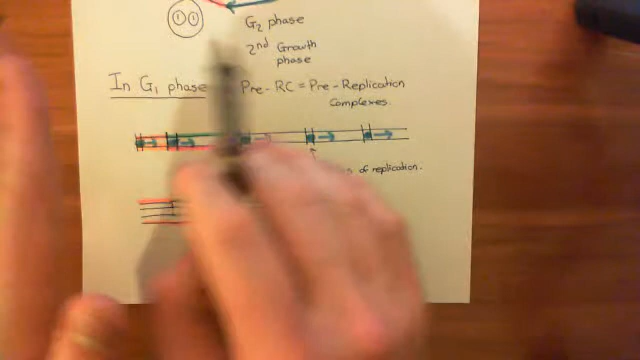 G₂ phase
2nd Growth
phase
In G₁ phase Pre-RC = Pre-Replication
Complexes
of replication.